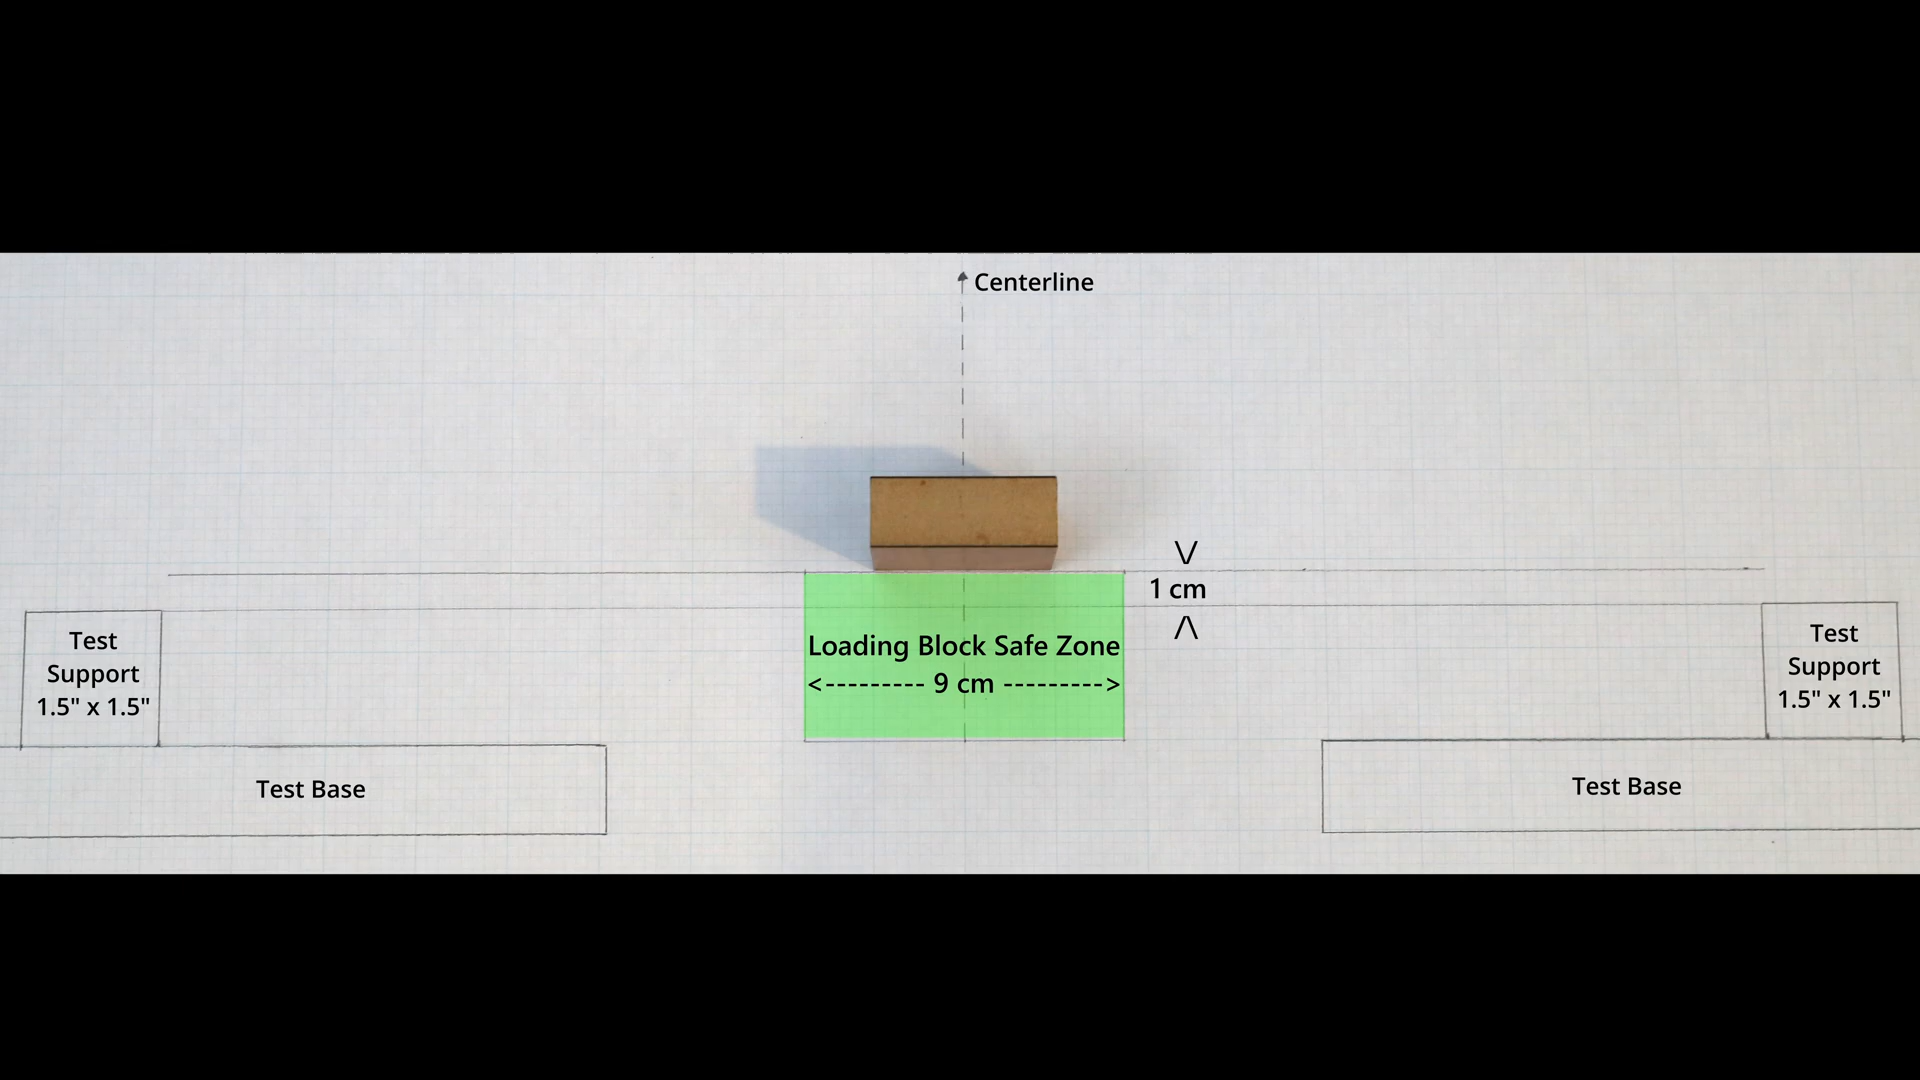 Centerline
\/
1 cm
/\
Loading Block Safe Zone
<--------- 9 cm --------->
Test
Support
1.5" x 1.5"
Test
Support
1.5" x 1.5"
Test Base
Test Base